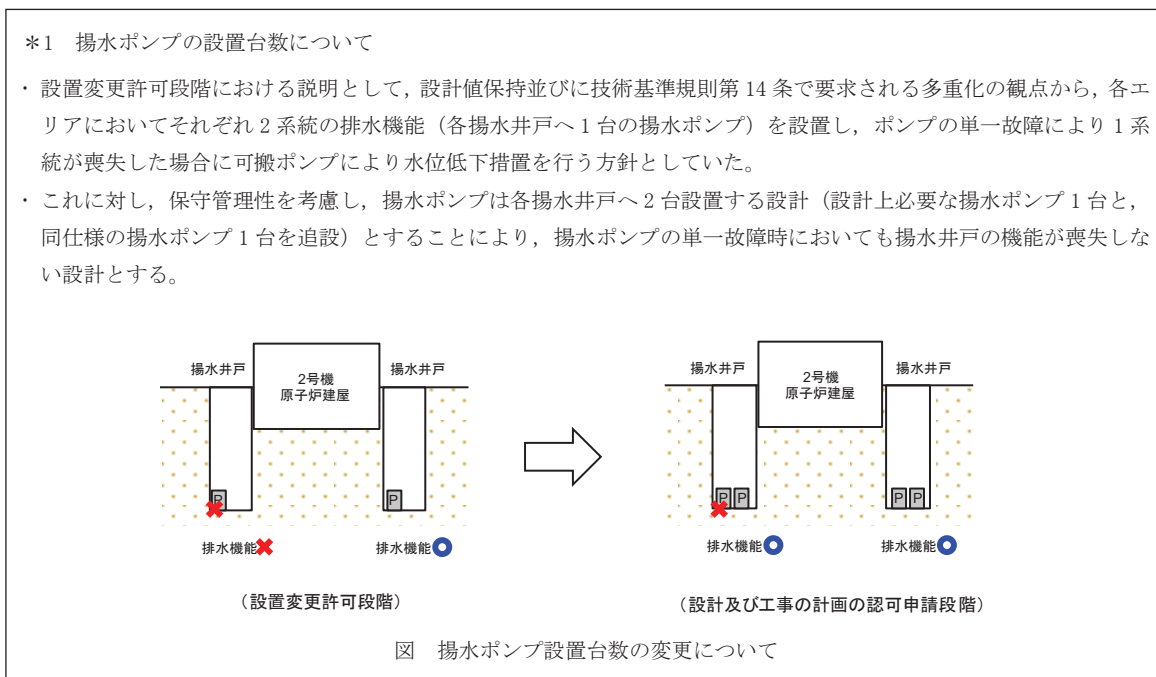 ＊1　揚水ポンプの設置台数について
・ 設置変更許可段階における説明として，設計値保持並びに技術基準規則第 14 条で要求される多重化の観点から，各エ
リアにおいてそれぞれ 2 系統の排水機能（各揚水井戸へ 1 台の揚水ポンプ）を設置し，ポンプの単一故障により 1 系
統が喪失した場合に可搬ポンプにより水位低下措置を行う方針としていた。
・ これに対し，保守管理性を考慮し，揚水ポンプは各揚水井戸へ 2 台設置する設計（設計上必要な揚水ポンプ 1 台と，
同仕様の揚水ポンプ 1 台を追設）とすることにより，揚水ポンプの単一故障時においても揚水井戸の機能が喪失しな
い設計とする。
揚水井戸
2号機
原子炉建屋
揚水井戸
P
P
排水機能
排水機能
（設置変更許可段階）
揚水井戸
2号機
原子炉建屋
揚水井戸
P P
P P
排水機能
排水機能
（設計及び工事の計画の認可申請段階）
図　揚水ポンプ設置台数の変更について